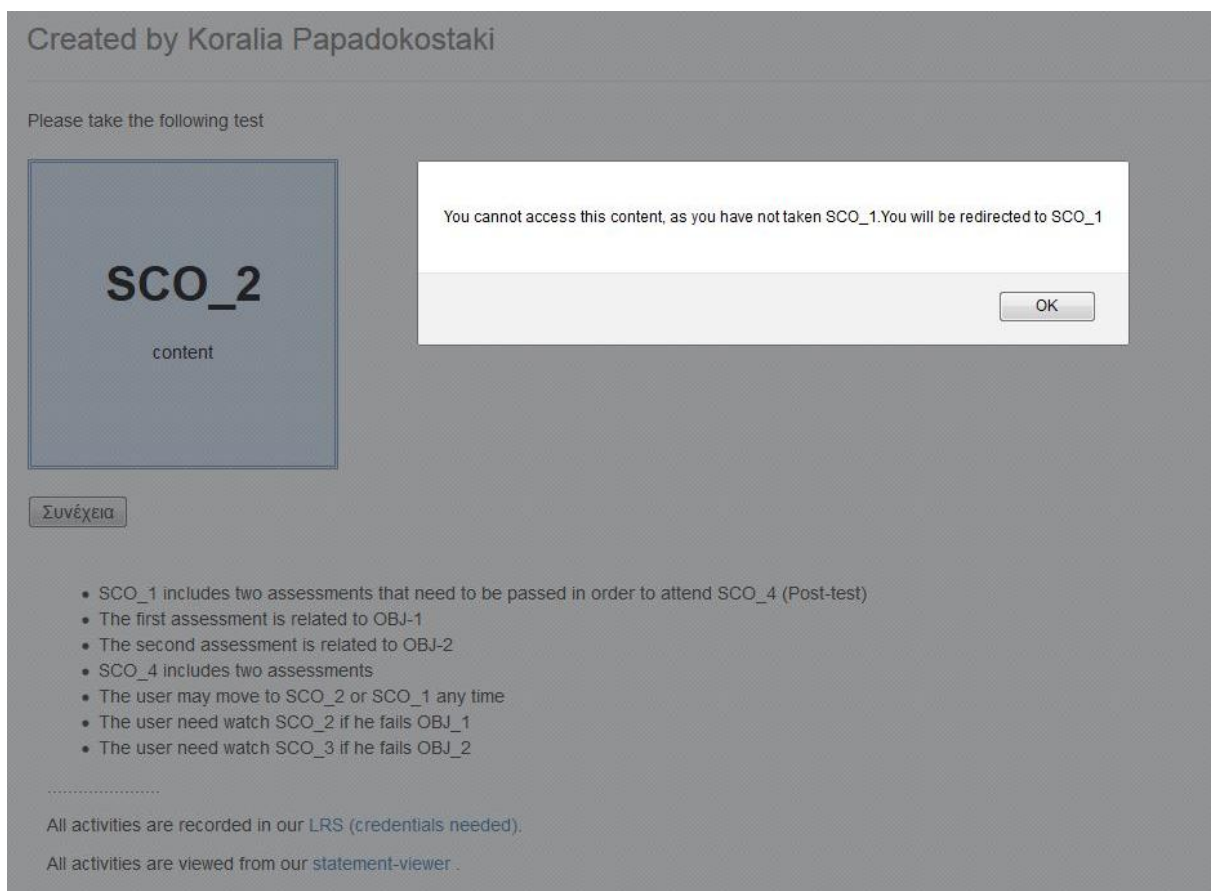 Created by Koralia Papadokostaki
Please take the following test
SCO_2
content
You cannot access this content, as you have not taken SCO_1.You will be redirected to SCO_1
OK
Συνέχεια
• SCO_1 includes two assessments that need to be passed in order to attend SCO_4 (Post-test)
• The first assessment is related to OBJ-1
• The second assessment is related to OBJ-2
• SCO_4 includes two assessments
• The user may move to SCO_2 or SCO_1 any time
• The user need watch SCO_2 if he fails OBJ_1
• The user need watch SCO_3 if he fails OBJ_2
......................
All activities are recorded in our LRS (credentials needed).
All activities are viewed from our statement-viewer .